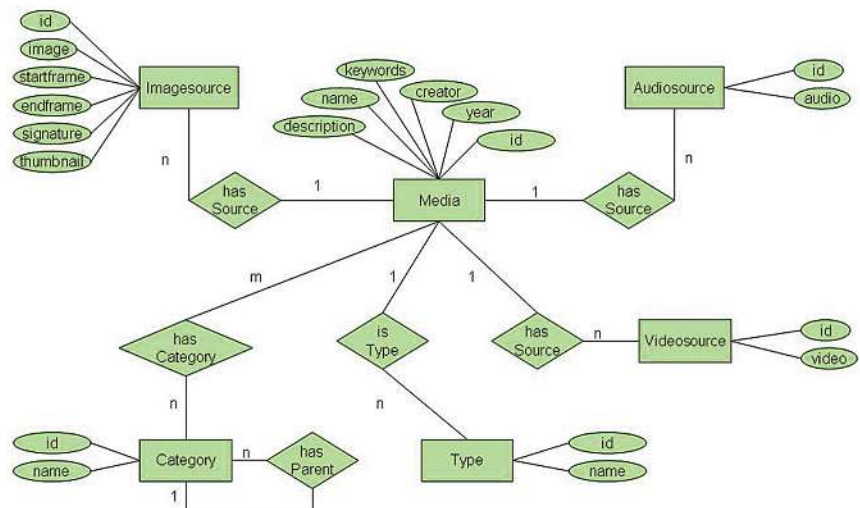 id
image
startframe
endframe
signature
thumbnail
Imagesource
keywords
name
description
creator
year
id
Audiosource
id
audio
n
has
Source
1
Media
1
has
Source
n
m
1
1
has
Category
is
Type
has
Source
n
Videosource
id
video
n
n
id
name
Category
n
has
Parent
1
Type
id
name